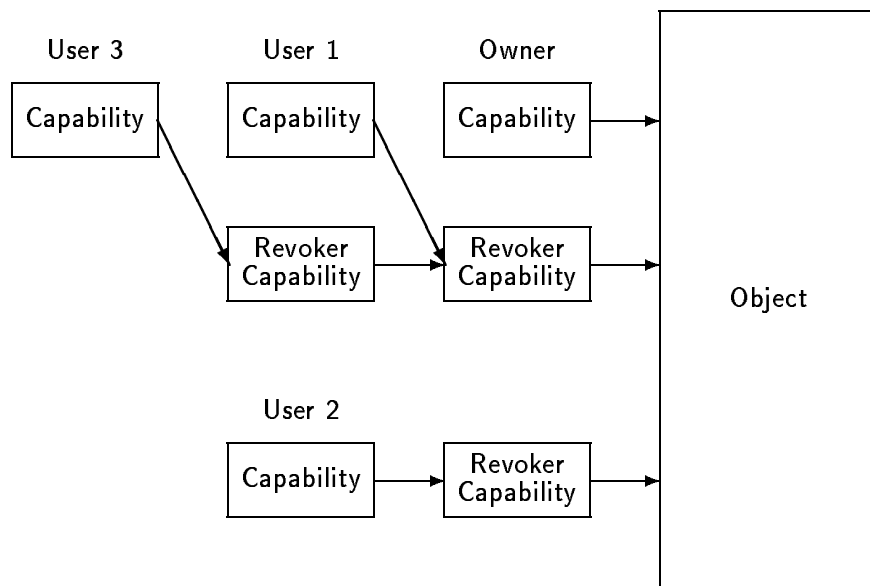 User 3
User 1
Owner
Capability
Capability
Capability
Revoker
Capability
Revoker
Capability
Object
User 2
Capability
Revoker
Capability